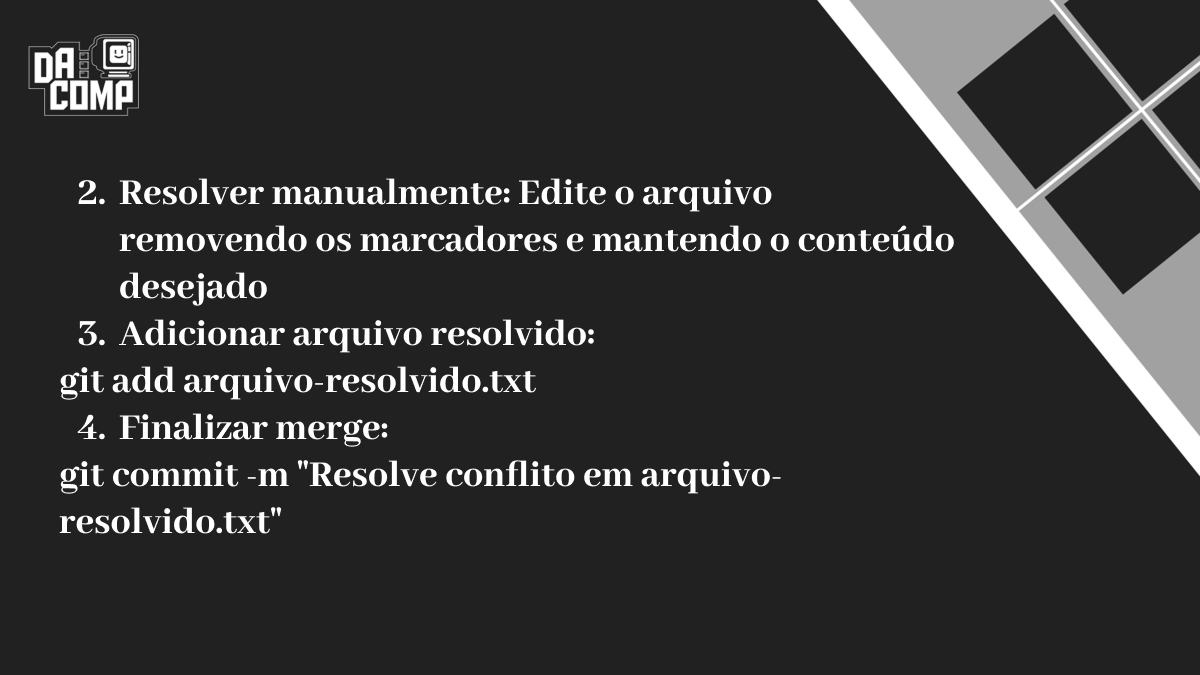 DA
COMP
2. Resolver manualmente: Edite o arquivo
removendo os marcadores e mantendo o conteúdo
desejado
3. Adicionar arquivo resolvido:
git add arquivo-resolvido.txt
4. Finalizar merge:
git commit -m "Resolve conflito em arquivo-
resolvido.txt"